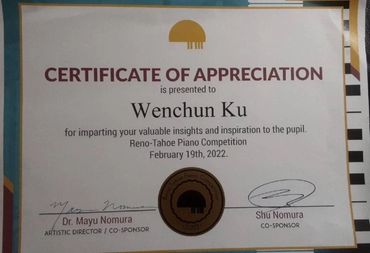 CERTIFICATE OF APPRECIATION
is presented to
Wenchun Ku
for imparting your valuable insights and inspiration to the pupil.
Reno-Tahoe Piano Competition
February 19th, 2022.
Dr. Mayu Nomura
ARTISTIC DIRECTOR / CO-SPONSOR
Shu Nomura
CO-SPONSOR